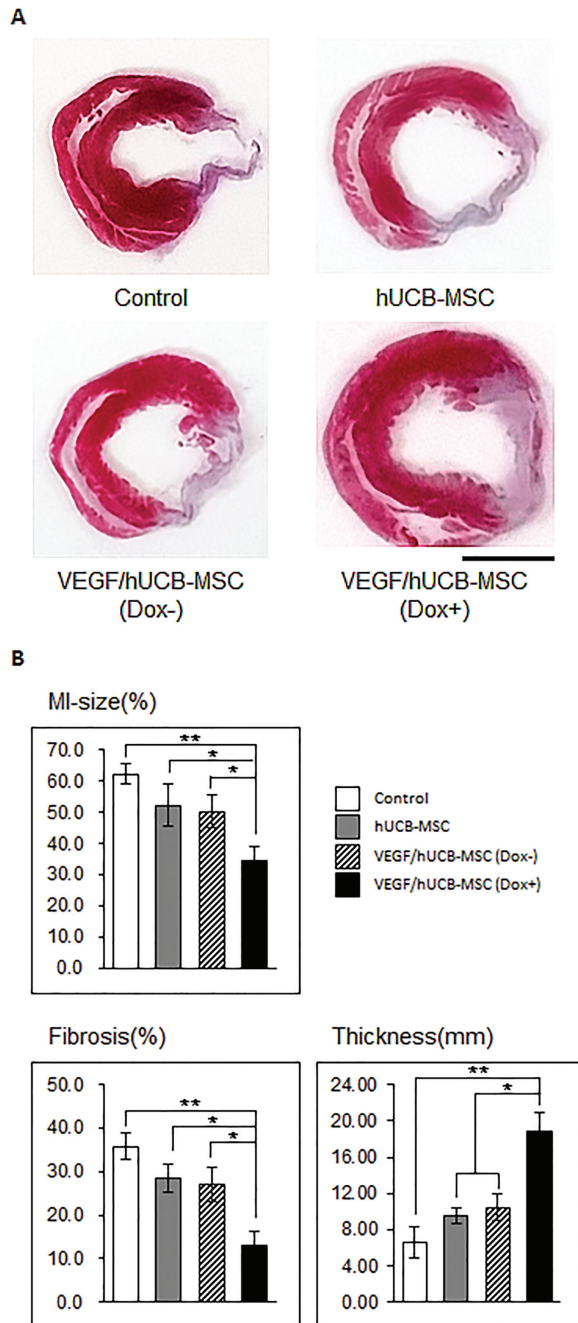 A
Control
hUCB-MSC
VEGF/hUCB-MSC
(Dox-)
VEGF/hUCB-MSC
(Dox+)
B
MI-size(%)
70.0
60.0
50.0
40.0
30.0
20.0
10.0
0.0
**
*
*
Control
hUCB-MSC
VEGF/hUCB-MSC (Dox-)
VEGF/hUCB-MSC (Dox+)
Fibrosis(%)
50.0
40.0
30.0
20.0
10.0
0.0
**
*
*
Thickness(mm)
24.00
20.00
16.00
12.00
8.00
4.00
0.00
**
*